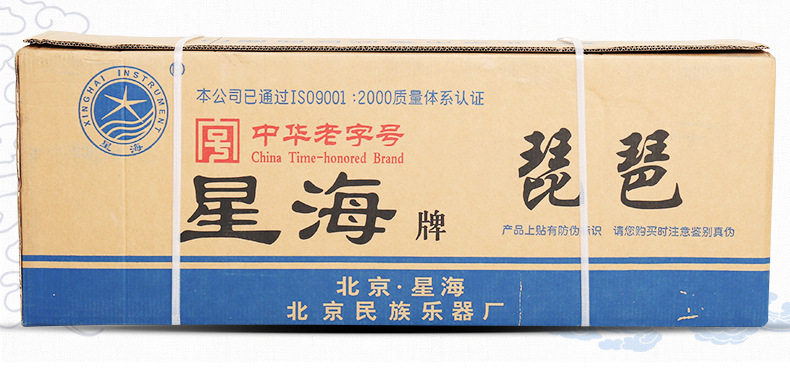 XINGHAI INSTRUMENT
星海
®
本公司已通过ISO9001:2000质量体系认证
中华老字号
China Time-honored Brand
星海牌
琵琶
产品上贴有防伪标识 请您购买时注意鉴别真伪
北京·星海
北京民族乐器厂